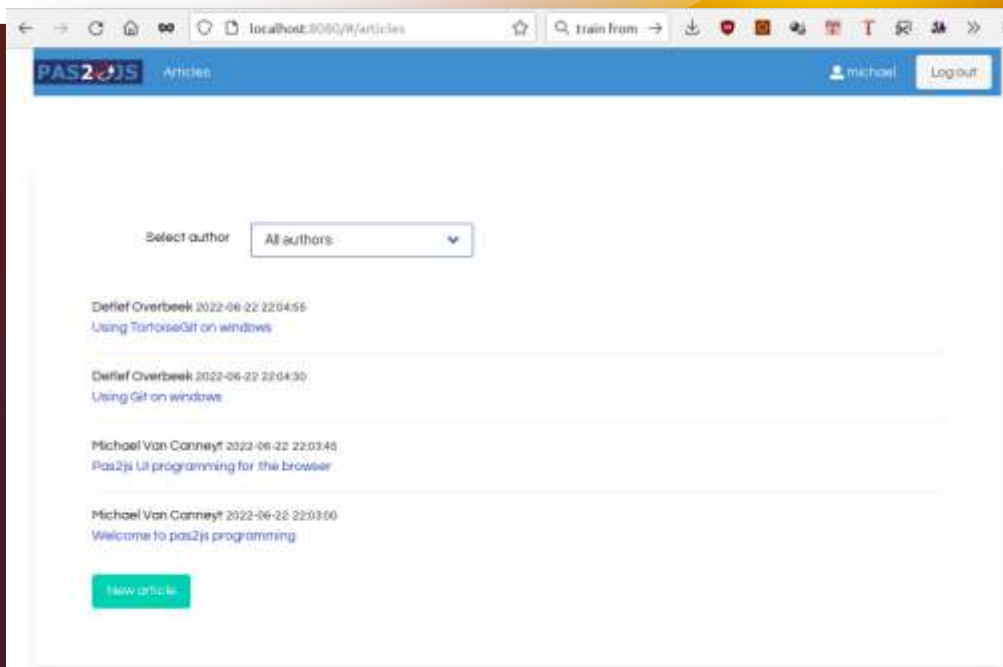 localhost:8080/#/articles
train from
PAS2JS Articles michael Log out
Select author All authors
Detlef Overbeek 2022-06-22 22:04:55
Using TortoiseGit on windows
Detlef Overbeek 2022-06-22 22:04:30
Using Git on windows
Michael Van Canneyt 2022-06-22 22:03:45
Pas2js UI programming for the browser
Michael Van Canneyt 2022-06-22 22:03:00
Welcome to pas2js programming
New article